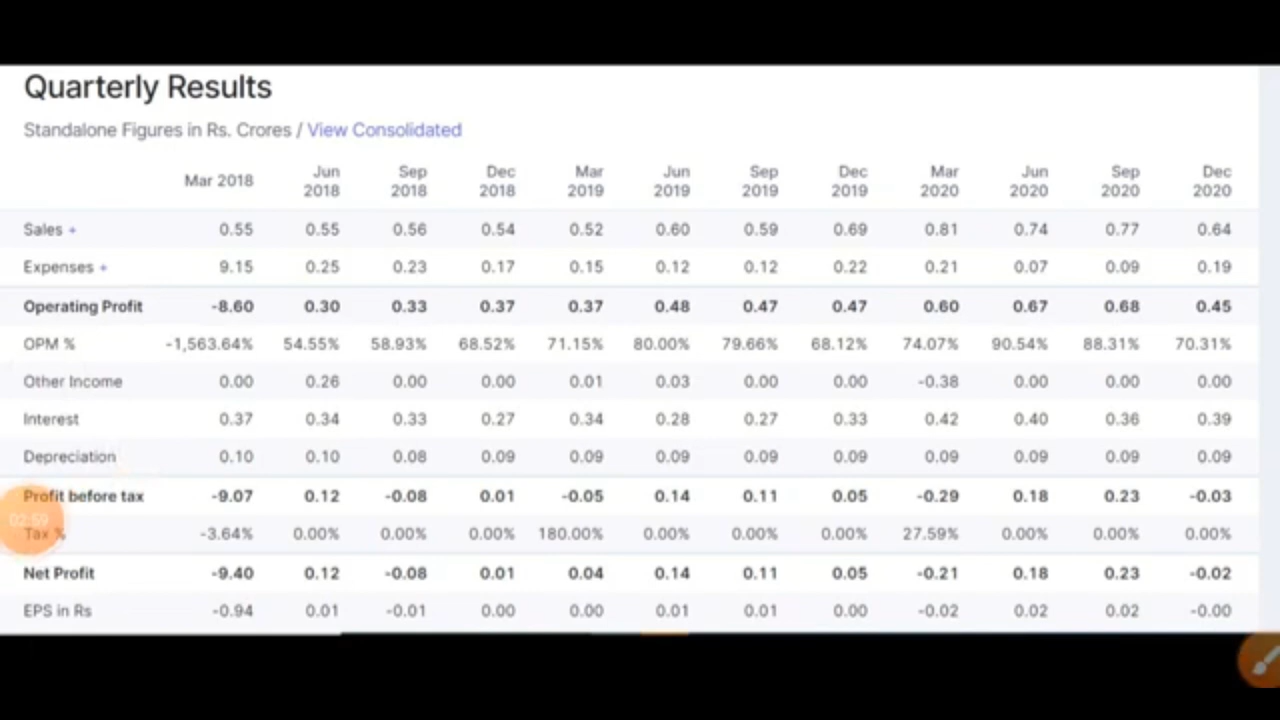 Quarterly Results
Standalone Figures in Rs. Crores / View Consolidated
Mar 2018 Jun 2018 Sep 2018 Dec 2018 Mar 2019 Jun 2019 Sep 2019 Dec 2019 Mar 2020 Jun 2020 Sep 2020 Dec 2020
Sales + 0.55 0.55 0.56 0.54 0.52 0.60 0.59 0.69 0.81 0.74 0.77 0.64
Expenses + 9.15 0.25 0.23 0.17 0.15 0.12 0.12 0.22 0.21 0.07 0.09 0.19
Operating Profit -8.60 0.30 0.33 0.37 0.37 0.48 0.47 0.47 0.60 0.67 0.68 0.45
OPM % -1,563.64% 54.55% 58.93% 68.52% 71.15% 80.00% 79.66% 68.12% 74.07% 90.54% 88.31% 70.31%
Other Income 0.00 0.26 0.00 0.00 0.01 0.03 0.00 0.00 -0.38 0.00 0.00 0.00
Interest 0.37 0.34 0.33 0.27 0.34 0.28 0.27 0.33 0.42 0.40 0.36 0.39
Depreciation 0.10 0.10 0.08 0.09 0.09 0.09 0.09 0.09 0.09 0.09 0.09 0.09
Profit before tax -9.07 0.12 -0.08 0.01 -0.05 0.14 0.11 0.05 -0.29 0.18 0.23 -0.03
02:59
Tax % -3.64% 0.00% 0.00% 0.00% 180.00% 0.00% 0.00% 0.00% 27.59% 0.00% 0.00% 0.00%
Net Profit -9.40 0.12 -0.08 0.01 0.04 0.14 0.11 0.05 -0.21 0.18 0.23 -0.02
EPS in Rs -0.94 0.01 -0.01 0.00 0.00 0.01 0.01 0.00 -0.02 0.02 0.02 -0.00